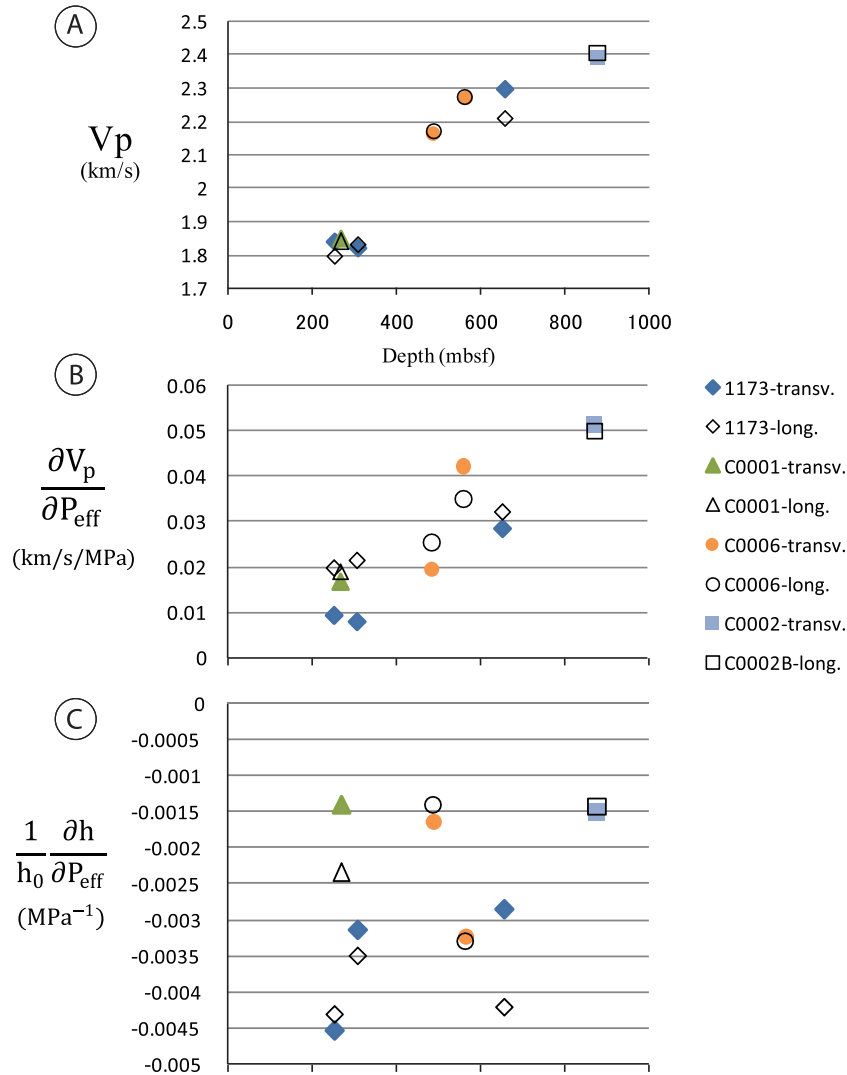 A
2.5
2.4
2.3
2.2
2.1
2
1.9
1.8
1.7
Vp
(km/s)
0 200 400 600 800 1000
Depth (mbsf)
B
0.06
0.05
0.04
0.03
0.02
0.01
0
∂Vp
∂Peff
(km/s/MPa)
1173-transv.
1173-long.
C0001-transv.
C0001-long.
C0006-transv.
C0006-long.
C0002-transv.
C0002B-long.
C
0
-0.0005
-0.001
-0.0015
-0.002
-0.0025
-0.003
-0.0035
-0.004
-0.0045
-0.005
1 ∂h
h₀ ∂Peff
(MPa⁻¹)